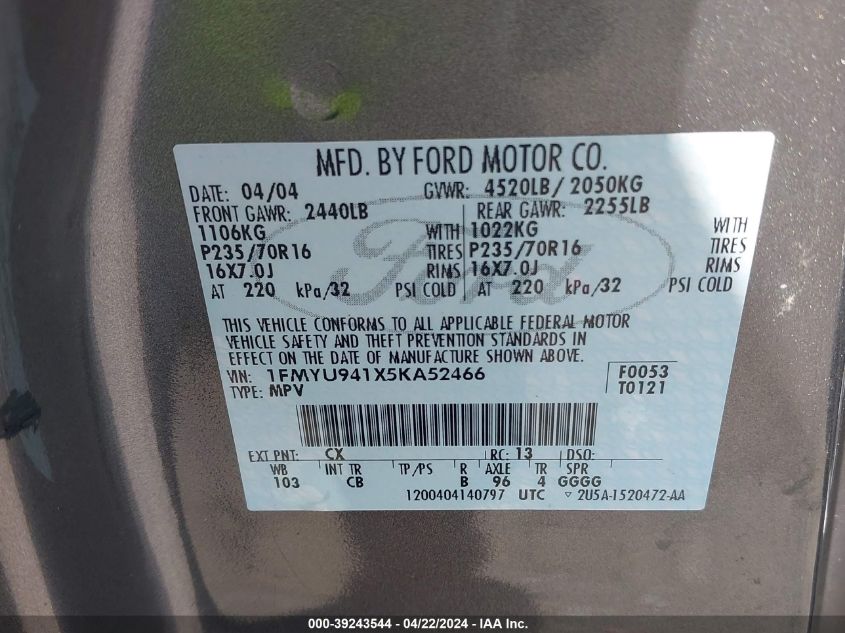 MFD. BY FORD MOTOR CO.
DATE: 04/04 GVWR: 4520LB/2050KG
FRONT GAWR: 2440LB REAR GAWR: 2255LB
1106KG WITH 1022KG WITH
P235/70R16 TIRES P235/70R16 TIRES
16X7.0J RIMS 16X7.0J RIMS
AT 220 kPa/32 PSI COLD AT 220 kPa/32 PSI COLD
Ford
THIS VEHICLE CONFORMS TO ALL APPLICABLE FEDERAL MOTOR
VEHICLE SAFETY AND THEFT PREVENTION STANDARDS IN
EFFECT ON THE DATE OF MANUFACTURE SHOWN ABOVE.
VIN: 1FMYU941X5KA52466 F0053
TYPE: MPV T0121
EXT PNT: CX RC: 13 DSO:
WB INT TR TP/PS R AXLE TR SPR
103 CB B 96 4 GGGG
1200404140797 UTC ▽ 2U5A-1520472-AA
000-39243544 - 04/22/2024 - IAA Inc.